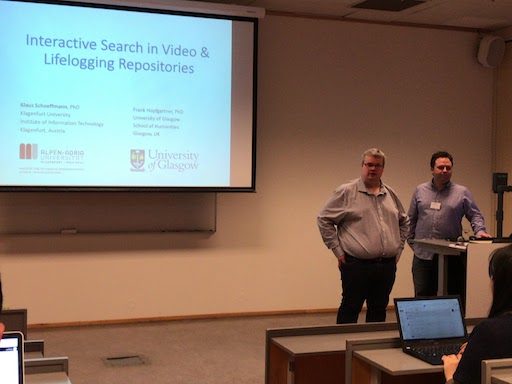 Interactive Search in Video &
Lifelogging Repositories
Klaus Schoeffmann, PhD
Klagenfurt University
Institute of Information Technology
Klagenfurt, Austria
Frank Hopfgartner, PhD
University of Glasgow
School of Humanities
Glasgow, UK
ALPEN-ADRIA
UNIVERSITÄT
University
of Glasgow